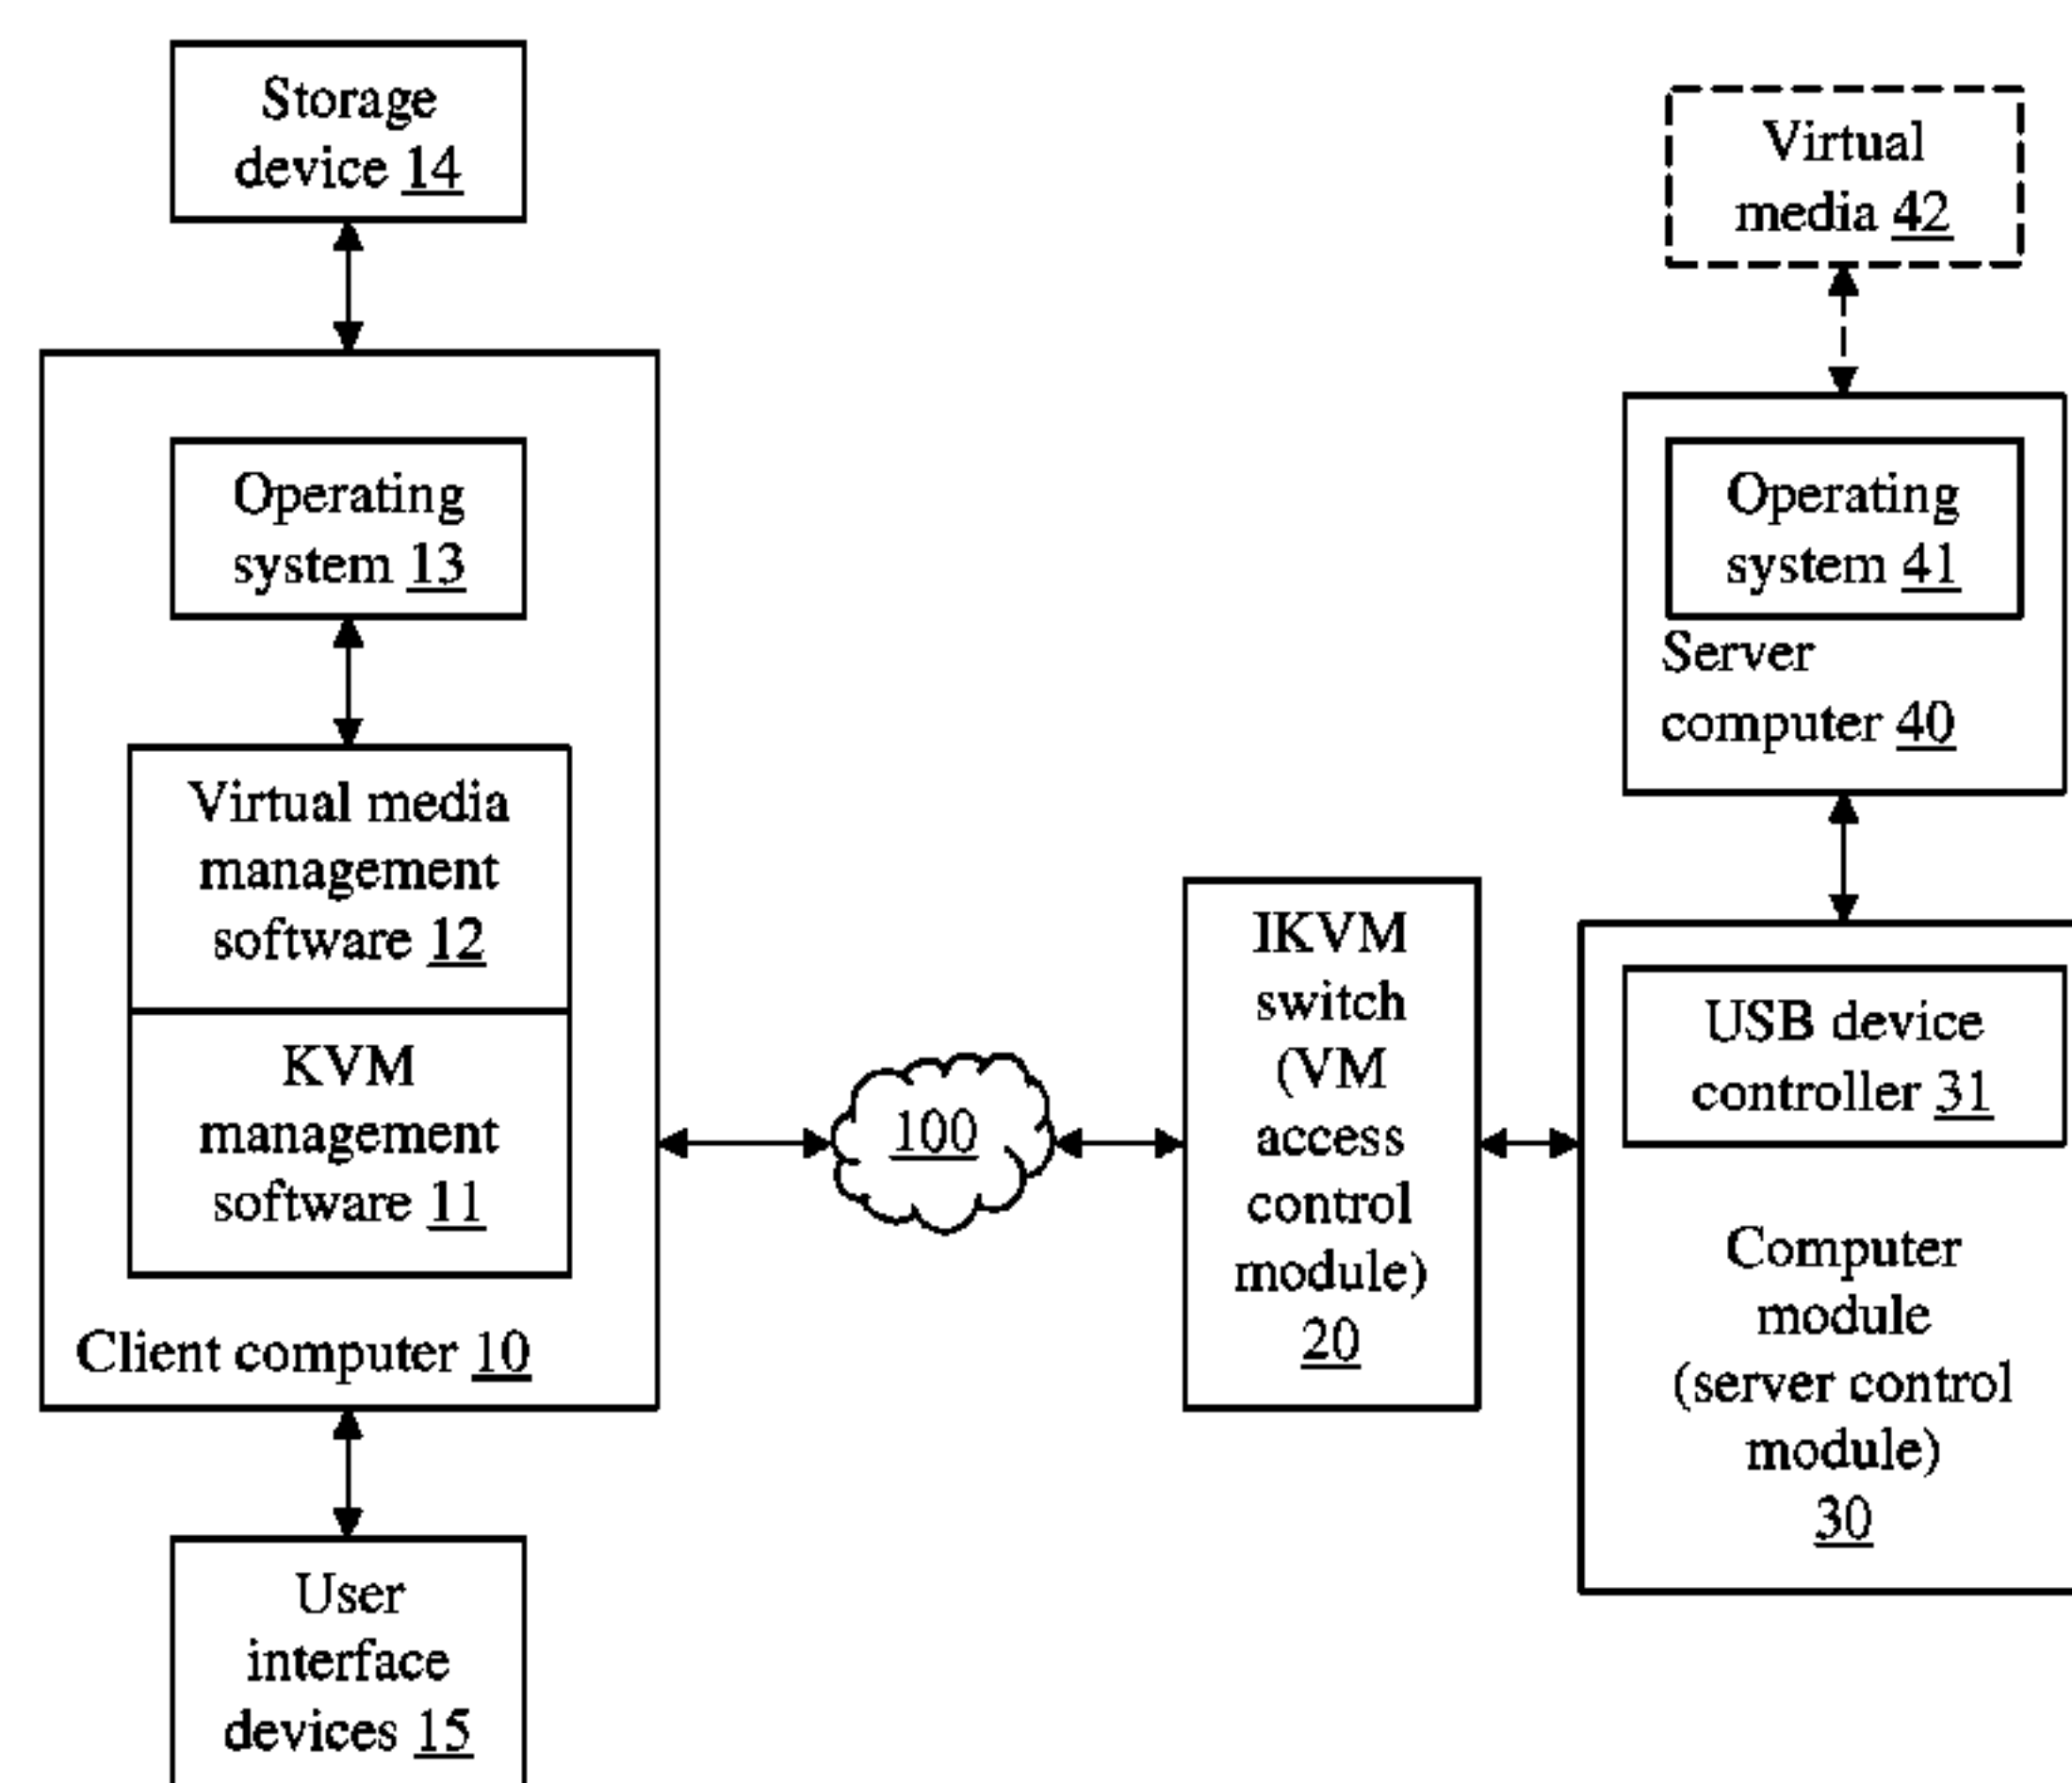 Storage
device 14
Operating
system 13
Virtual media
management
software 12
KVM
management
software 11
Client computer 10
User
interface
devices 15
100
IKVM
switch
(VM
access
control
module)
20
Virtual
media 42
Operating
system 41
Server
computer 40
USB device
controller 31
Computer
module
(server control
module)
30